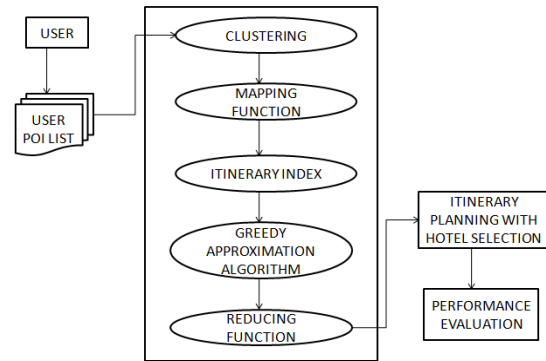 USER
USER
POI LIST
CLUSTERING
MAPPING
FUNCTION
ITINERARY INDEX
GREEDY
APPROXIMATION
ALGORITHM
REDUCING
FUNCTION
ITINERARY
PLANNING WITH
HOTEL SELECTION
PERFORMANCE
EVALUATION